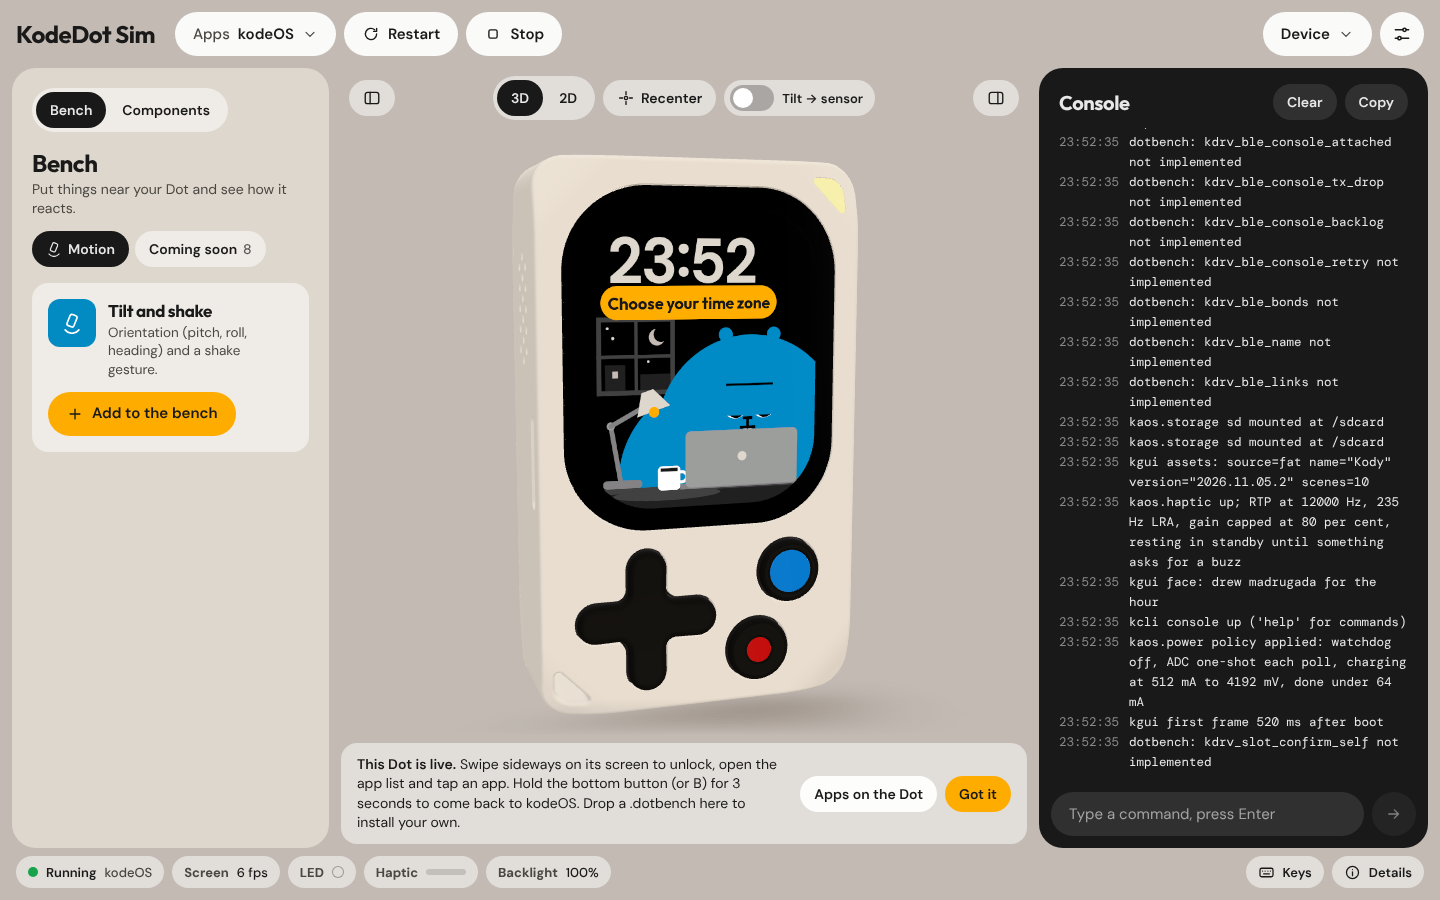 KodeDot Sim
Apps kodeOS
Restart
Stop
Device
Bench
Components
Bench
Put things near your Dot and see how it
reacts.
Motion
Coming soon 8
Tilt and shake
Orientation (pitch, roll,
heading) and a shake
gesture.
Add to the bench
3D
2D
Recenter
Tilt → sensor
23:52
Choose your time zone
This Dot is live. Swipe sideways on its screen to unlock, open the
app list and tap an app. Hold the bottom button (or B) for 3
seconds to come back to kodeOS. Drop a .dotbench here to
install your own.
Apps on the Dot
Got it
Console
Clear
Copy
23:52:35 dotbench: kdrv_ble_console_attached
not implemented
23:52:35 dotbench: kdrv_ble_console_tx_drop
not implemented
23:52:35 dotbench: kdrv_ble_console_backlog
not implemented
23:52:35 dotbench: kdrv_ble_console_retry not
implemented
23:52:35 dotbench: kdrv_ble_bonds not
implemented
23:52:35 dotbench: kdrv_ble_name not
implemented
23:52:35 dotbench: kdrv_ble_links not
implemented
23:52:35 kaos.storage sd mounted at /sdcard
23:52:35 kaos.storage sd mounted at /sdcard
23:52:35 kgui assets: source=fat name="Kody"
version="2026.11.05.2" scenes=10
23:52:35 kaos.haptic up; RTP at 12000 Hz, 235
Hz LRA, gain capped at 80 per cent,
resting in standby until something
asks for a buzz
23:52:35 kgui face: drew madrugada for the
hour
23:52:35 kcli console up ('help' for commands)
23:52:35 kaos.power policy applied: watchdog
off, ADC one-shot each poll, charging
at 512 mA to 4192 mV, done under 64
mA
23:52:35 kgui first frame 520 ms after boot
23:52:35 dotbench: kdrv_slot_confirm_self not
implemented
Type a command, press Enter
Running kodeOS
Screen 6 fps
LED
Haptic
Backlight 100%
Keys
Details